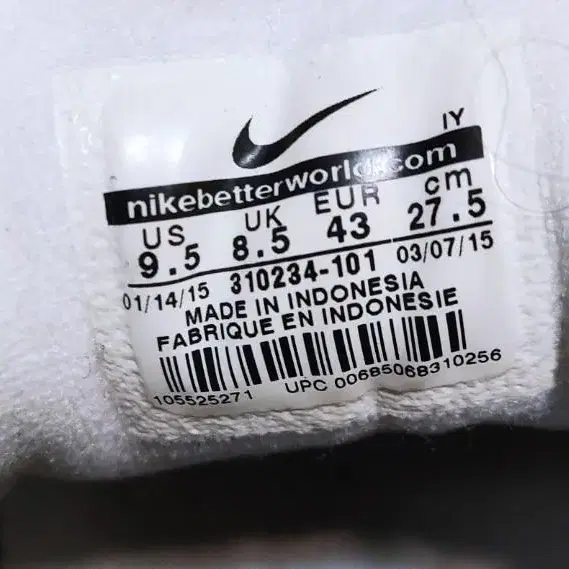 IY
nikebetterworld.com
US UK EUR cm
9.5 8.5 43 27.5
01/14/15 310234-101 03/07/15
MADE IN INDONESIA
FABRIQUE EN INDONESIE
105525271 UPC 00685068310256